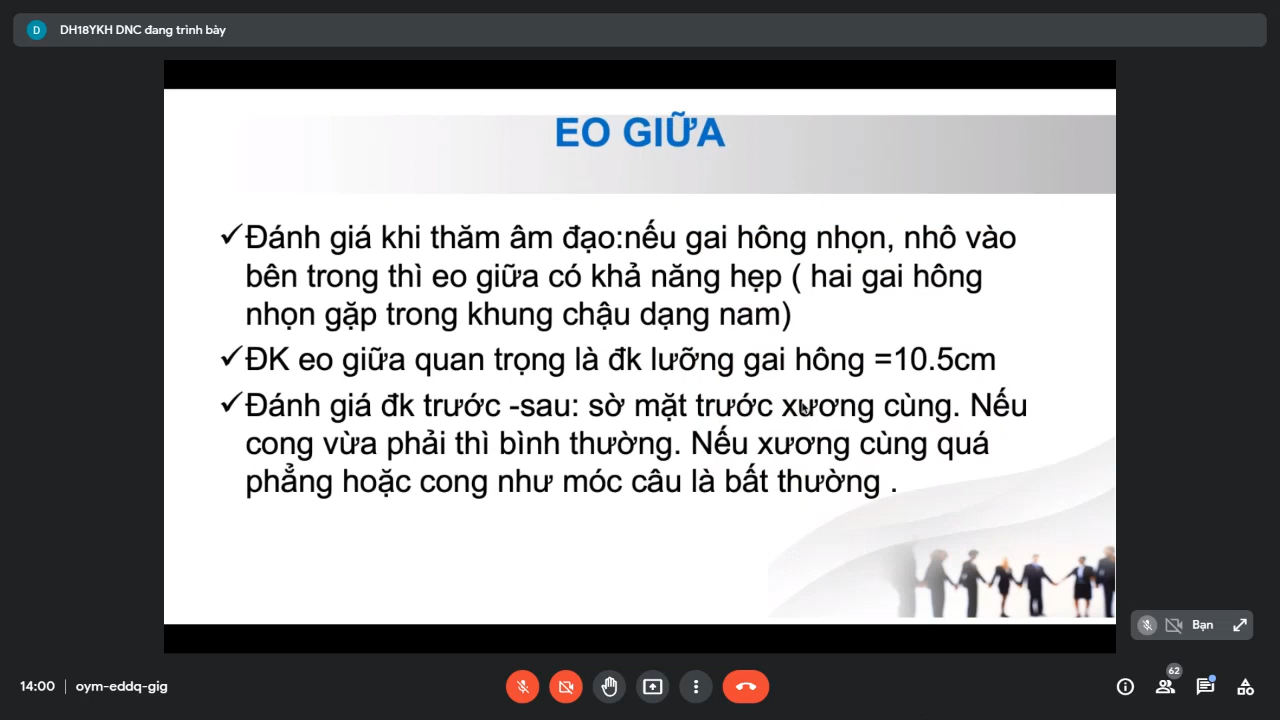 D DH18YKH DNC đang trình bày
EO GIỮA
✓Đánh giá khi thăm âm đạo:nếu gai hông nhọn, nhô vào
bên trong thì eo giữa có khả năng hẹp ( hai gai hông
nhọn gặp trong khung chậu dạng nam)
✓ĐK eo giữa quan trọng là đk lưỡng gai hông =10.5cm
✓Đánh giá đk trước -sau: sờ mặt trước xương cùng. Nếu
cong vừa phải thì bình thường. Nếu xương cùng quá
phẳng hoặc cong như móc câu là bất thường .
Bạn
14:00 | oym-eddq-gig
62